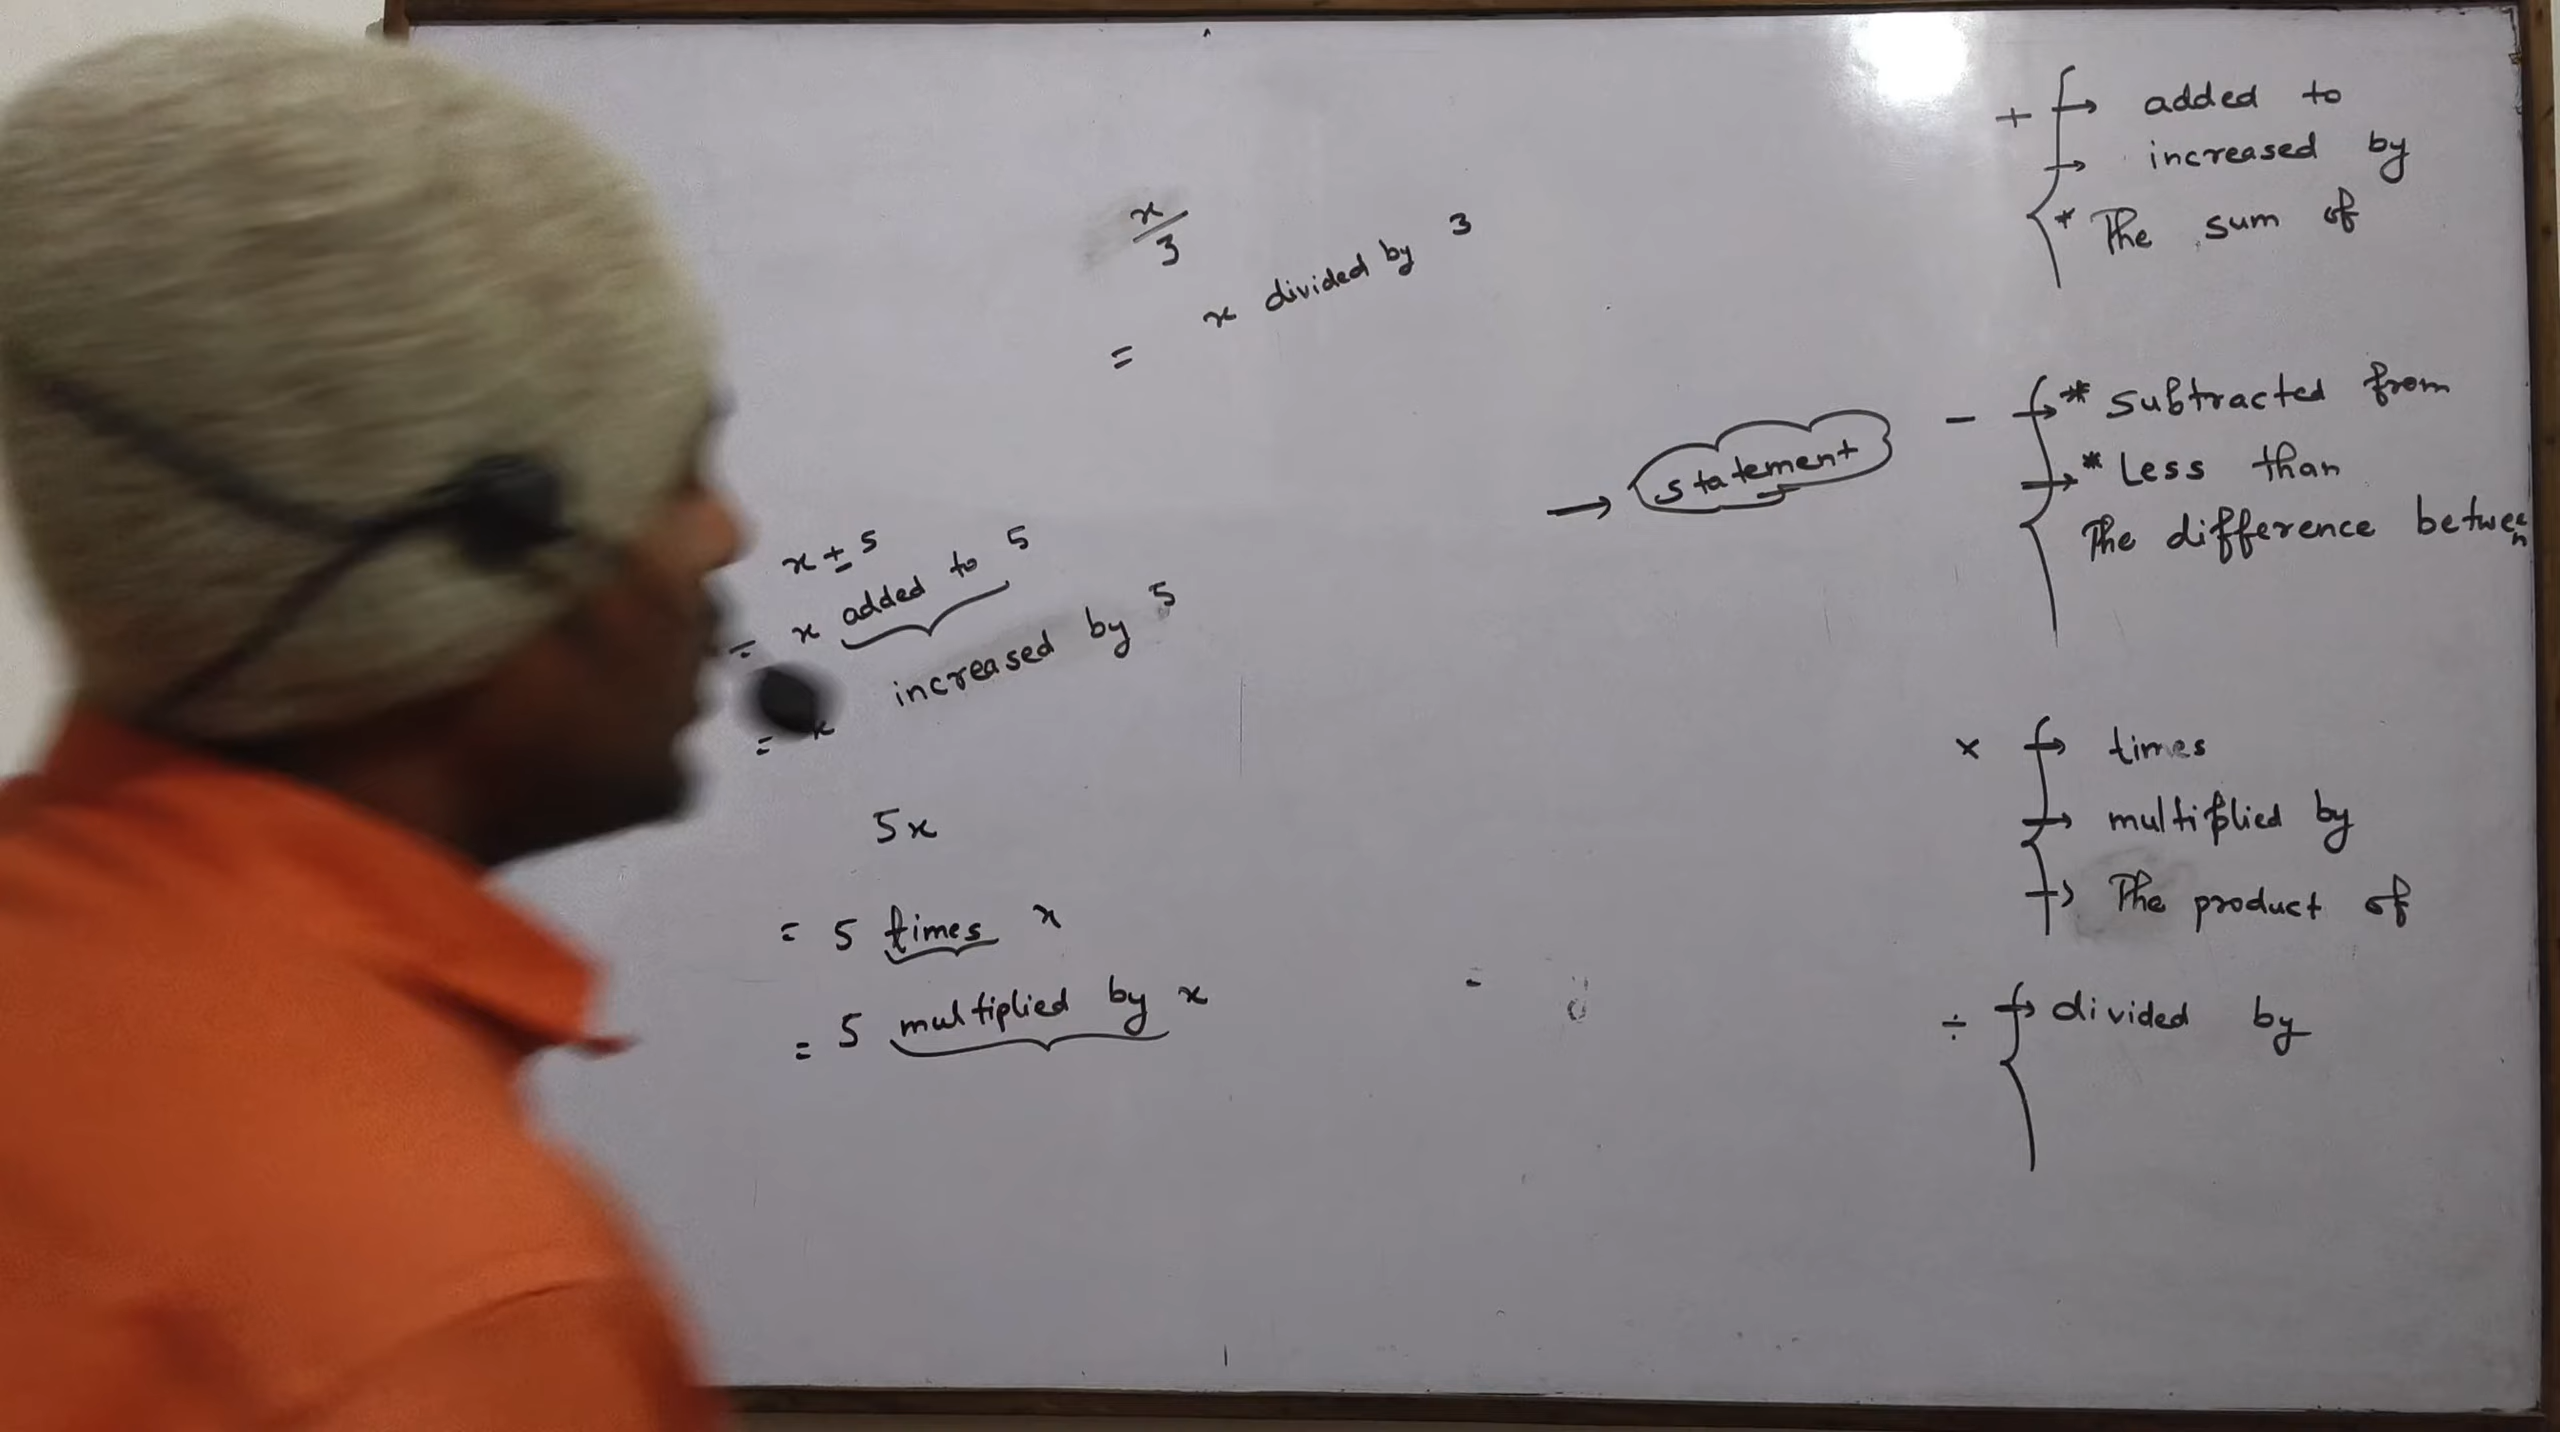 x/3
= x divided by 3
x + 5
= x added to 5
= x increased by 5
5x
= 5 times x
= 5 multiplied by x
=
→ statement
+ → added to
→ increased by
* The sum of
- → * subtracted from
→ * Less than
The difference between
× → times
→ multiplied by
→ The product of
÷ → divided by